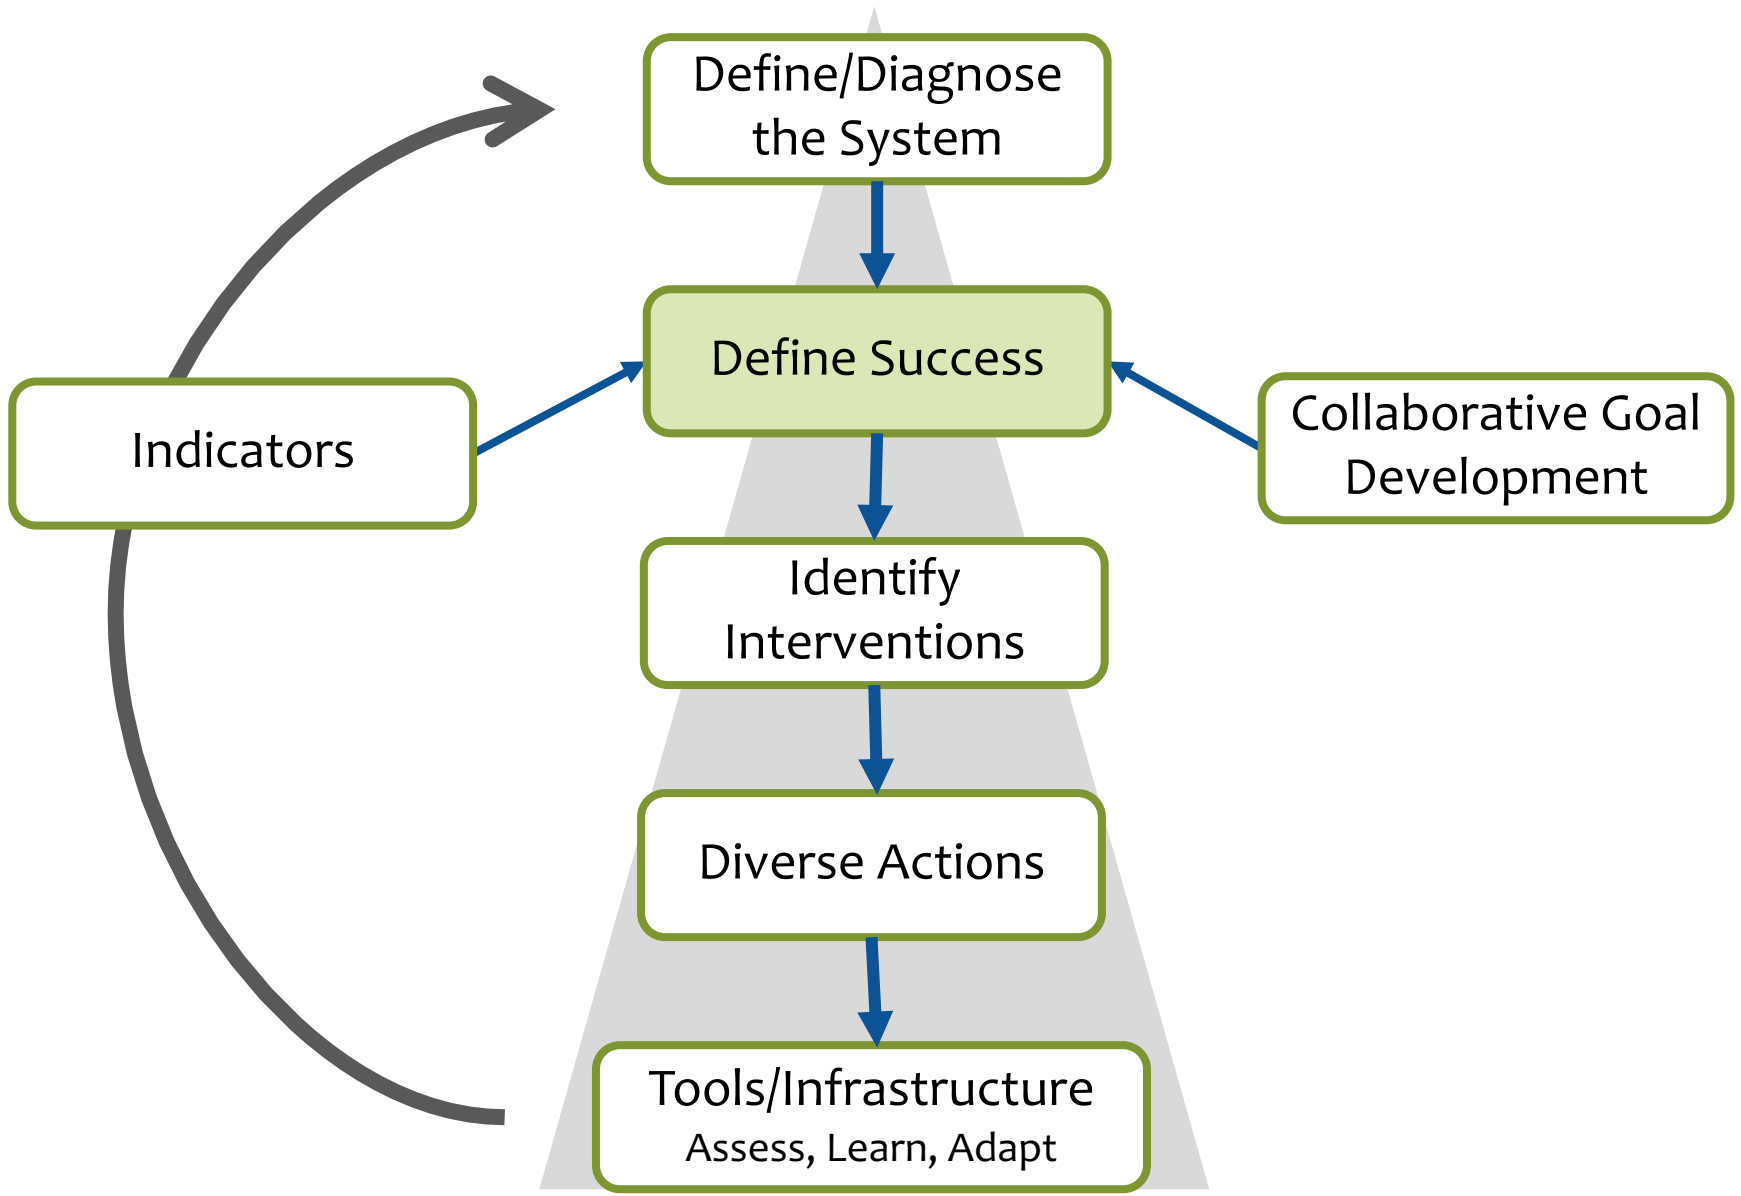 Define/Diagnose
the System
Define Success
Indicators
Collaborative Goal
Development
Identify
Interventions
Diverse Actions
Tools/Infrastructure
Assess, Learn, Adapt